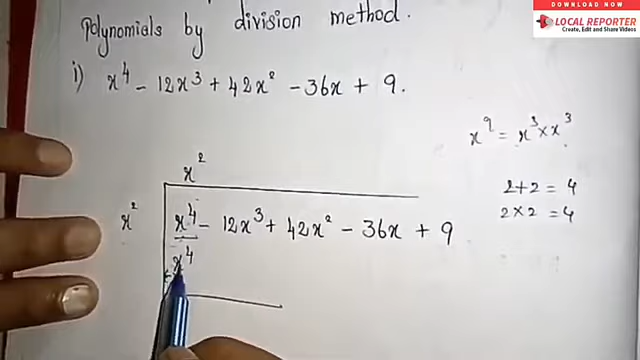 DOWNLOAD NOW
LOCAL REPORTER
Create, Edit and Share Videos
Polynomials by division method.
i) x⁴ - 12x³ + 42x² - 36x + 9.
x⁹ = x³ × x³
x²
2+2 = 4
x² x⁴ - 12x³ + 42x² - 36x + 9
2×2 = 4
x⁴